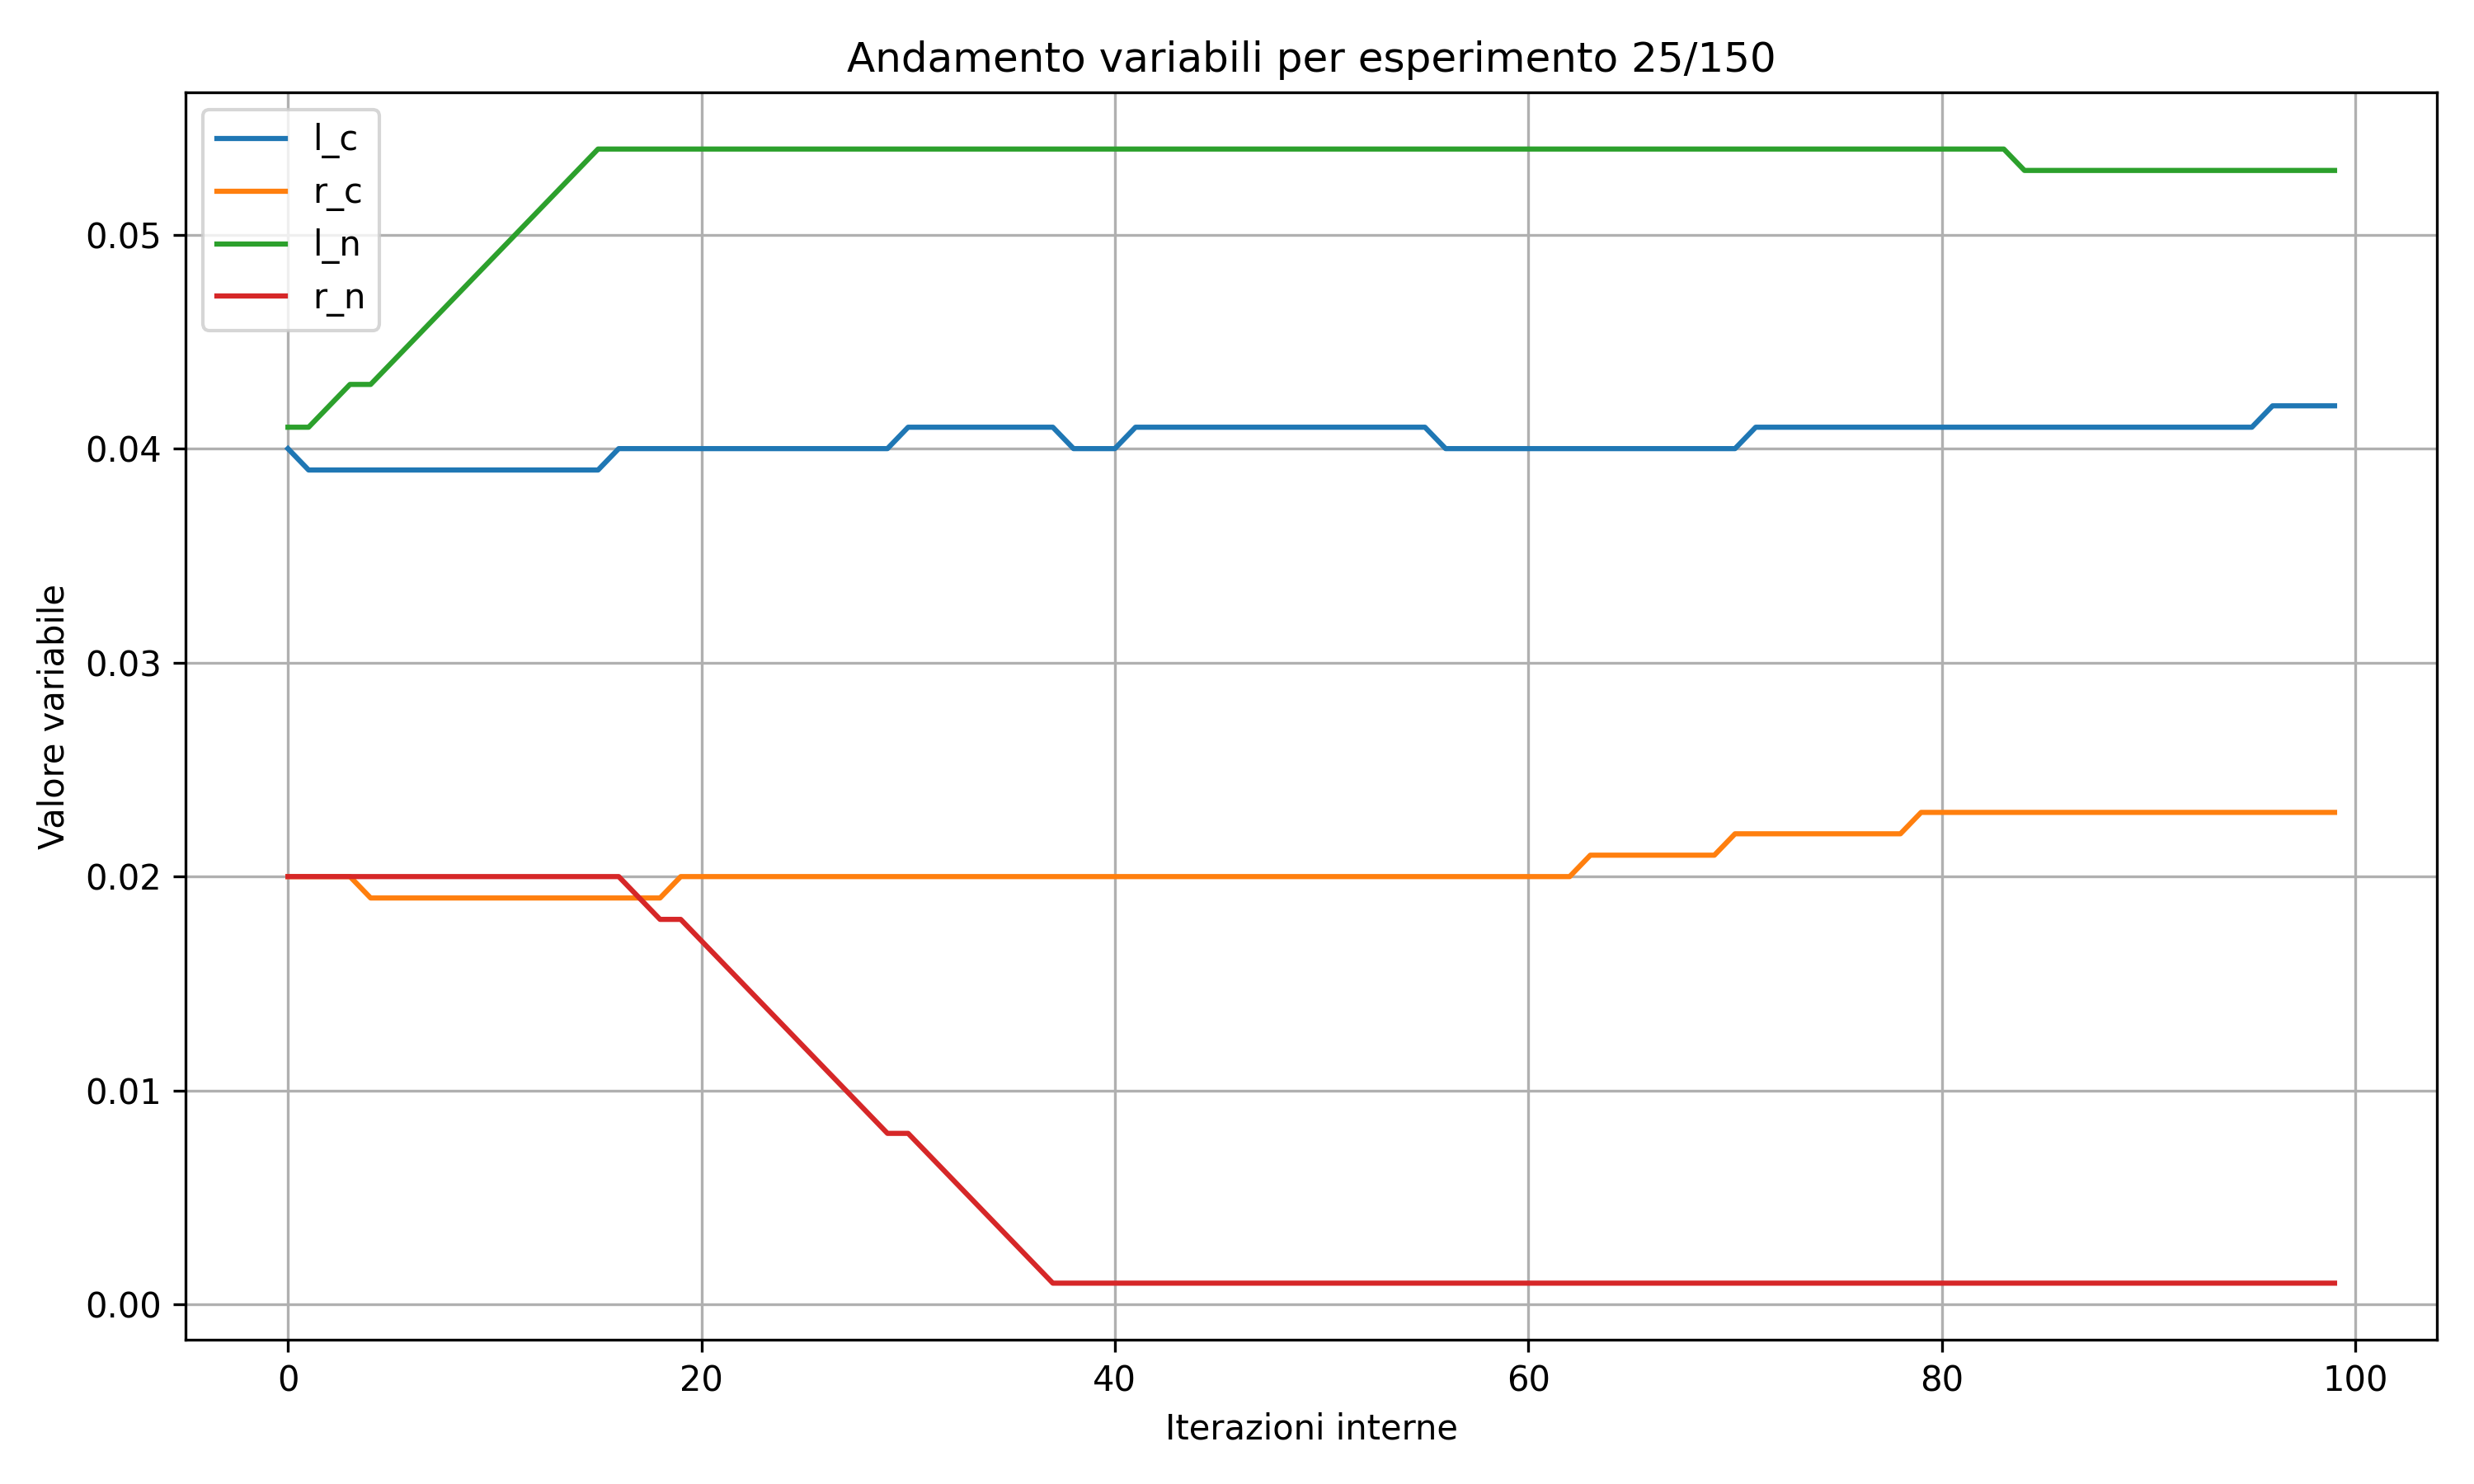 Andamento variabili per esperimento 25/150
l_c
r_c
l_n
r_n
Valore variabile
0.05
0.04
0.03
0.02
0.01
0.00
0 20 40 60 80 100
Iterazioni interne